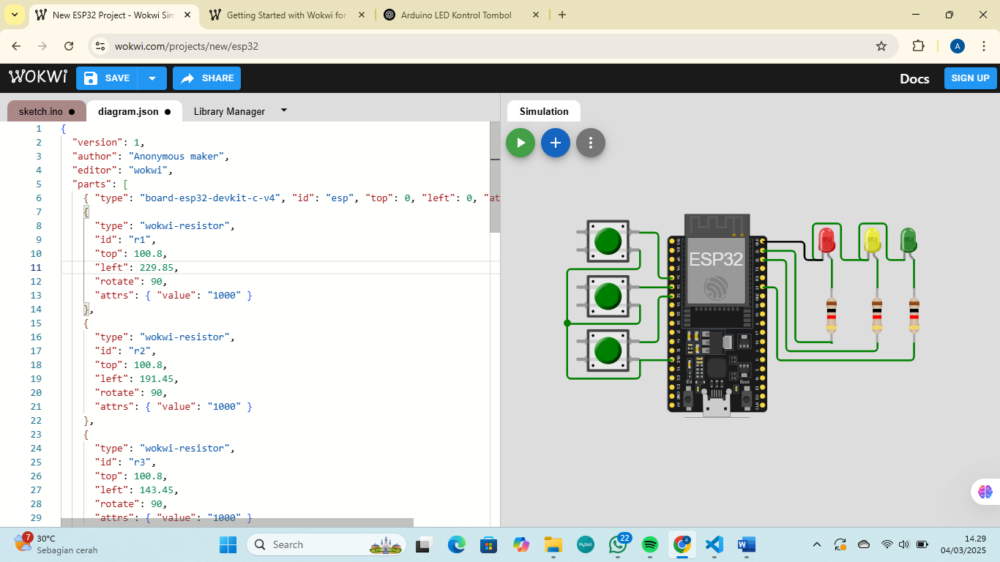 New ESP32 Project - Wokwi Sim
Getting Started with Wokwi for
Arduino LED Kontrol Tombol
wokwi.com/projects/new/esp32
A
WOKWI
SAVE
SHARE
Docs
SIGN UP
sketch.ino ●
diagram.json ●
Library Manager
Simulation
1 {
2 "version": 1,
3 "author": "Anonymous maker",
4 "editor": "wokwi",
5 "parts": [
6 { "type": "board-esp32-devkit-c-v4", "id": "esp", "top": 0, "left": 0, "at
7 {
8 "type": "wokwi-resistor",
9 "id": "r1",
10 "top": 100.8,
11 "left": 229.85,
12 "rotate": 90,
13 "attrs": { "value": "1000" }
14 },
15 {
16 "type": "wokwi-resistor",
17 "id": "r2",
18 "top": 100.8,
19 "left": 191.45,
20 "rotate": 90,
21 "attrs": { "value": "1000" }
22 },
23 {
24 "type": "wokwi-resistor",
25 "id": "r3",
26 "top": 100.8,
27 "left": 143.45,
28 "rotate": 90,
29 "attrs": { "value": "1000" }
ESP32
EN
Boot
7
30°C
Sebagian cerah
Search
MySkill
22
14.29
04/03/2025